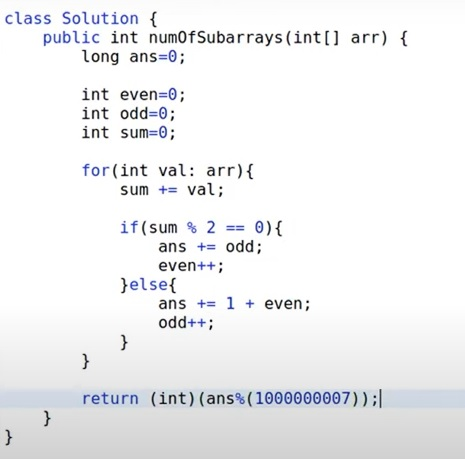 class Solution {
    public int numOfSubarrays(int[] arr) {
        long ans=0;
        int even=0;
        int odd=0;
        int sum=0;
        for(int val: arr){
            sum += val;
            if(sum % 2 == 0){
                ans += odd;
                even++;
            }else{
                ans += 1 + even;
                odd++;
            }
        }
        return (int)(ans%(1000000007));
    }
}